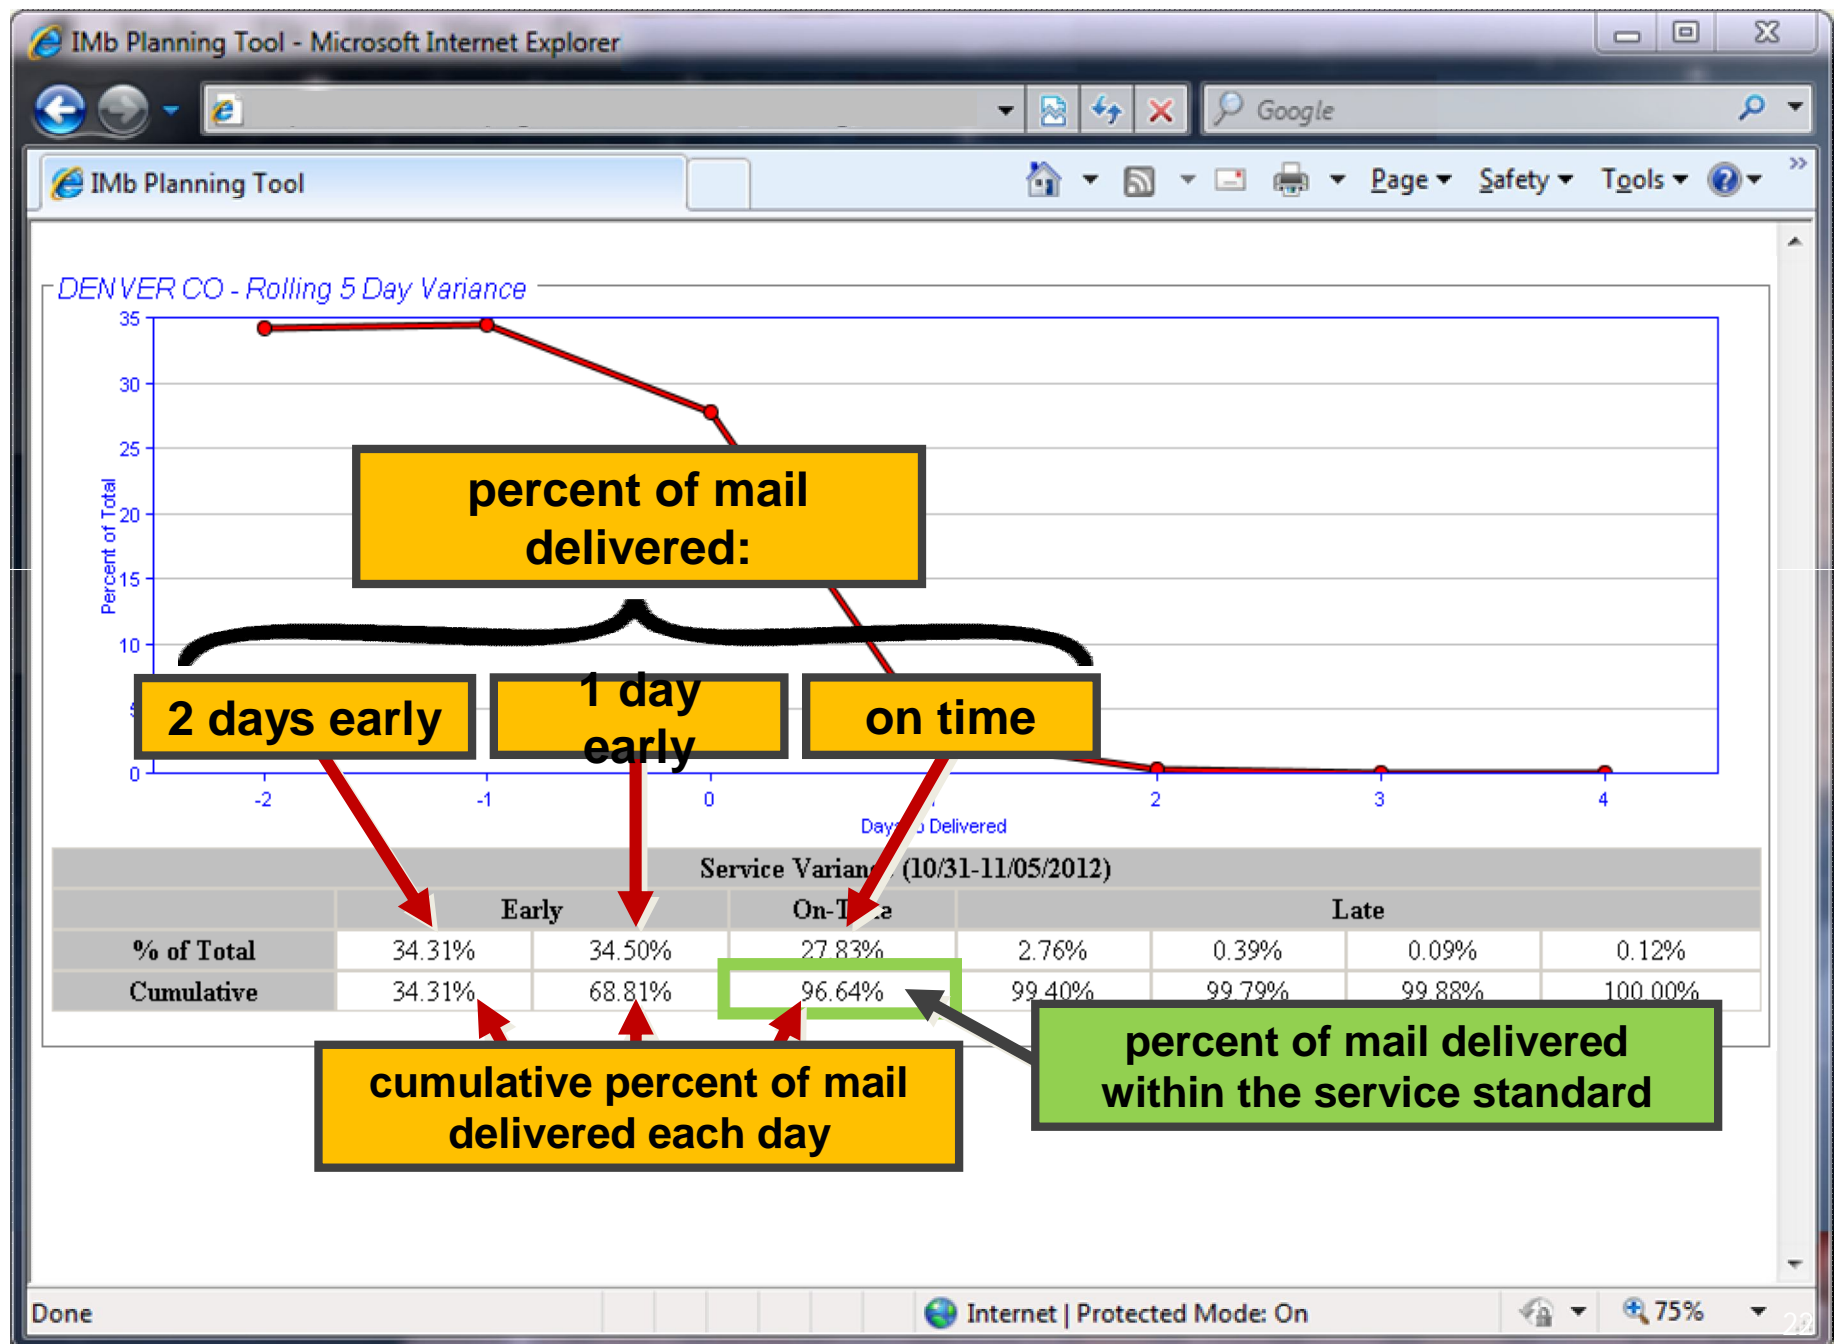 IMb Planning Tool - Microsoft Internet Explorer
Google
IMb Planning Tool
Page Safety Tools
DENVER CO - Rolling 5 Day Variance
35
30
25
20
15
10
0
Percent of Total
percent of mail
delivered:
2 days early
1 day
early
on time
-2 -1 0 2 3 4
Delivered
Service (10/31-11/05/2012)
Early Late
% of Total 34.31% 34.50% 27.83% 2.76% 0.39% 0.09% 0.12%
Cumulative 34.31% 68.81% 96.64% 99.40% 99.79% 99.88% 100.00%
cumulative percent of mail
delivered each day
percent of mail delivered
within the service standard
Done Internet | Protected Mode: On 75%